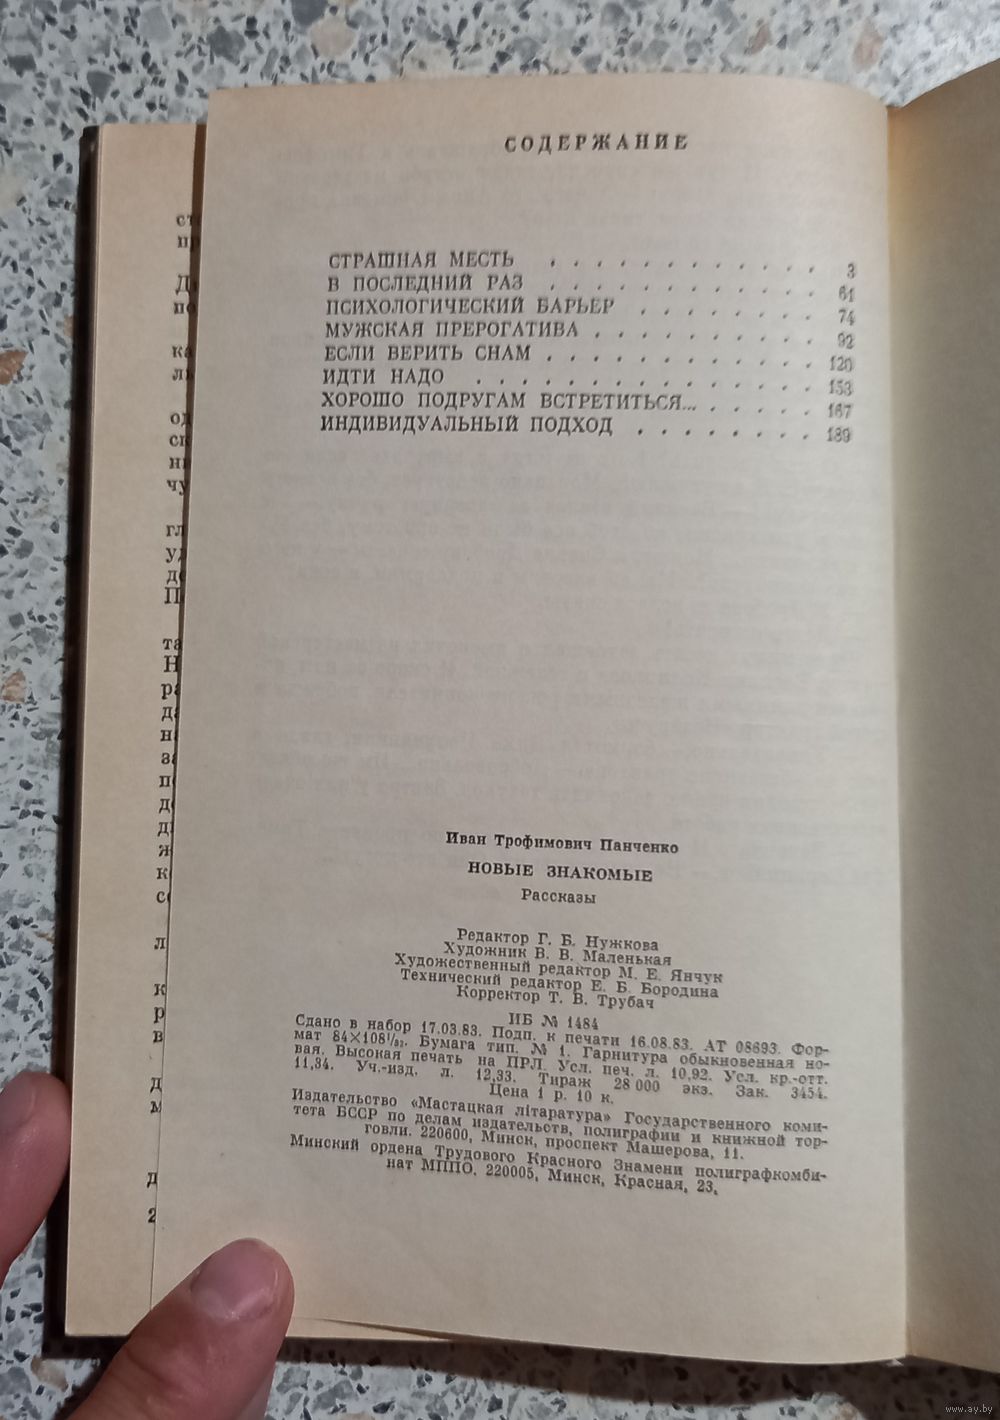 СОДЕРЖАНИЕ
СТРАШНАЯ МЕСТЬ . . . . . . . . . . . . 3
В ПОСЛЕДНИЙ РАЗ . . . . . . . . . . . . 61
ПСИХОЛОГИЧЕСКИЙ БАРЬЕР . . . . . . . . 74
МУЖСКАЯ ПРЕРОГАТИВА . . . . . . . . . . 92
ЕСЛИ ВЕРИТЬ СНАМ . . . . . . . . . . . . 120
ИДТИ НАДО . . . . . . . . . . . . . . . 153
ХОРОШО ПОДРУГАМ ВСТРЕТИТЬСЯ... . . . . . 167
ИНДИВИДУАЛЬНЫЙ ПОДХОД . . . . . . . . 189
Иван Трофимович Панченко
НОВЫЕ ЗНАКОМЫЕ
Рассказы
Редактор Г. Б. Нужкова
Художник В. В. Маленькая
Художественный редактор М. Е. Янчук
Технический редактор Е. Б. Бородина
Корректор Т. В. Трубач
ИБ № 1484
Сдано в набор 17.03.83. Подп. к печати 16.08.83. АТ 08693. Фор-
мат 84×108¹/₃₂. Бумага тип. № 1. Гарнитура обыкновенная но-
вая. Высокая печать на ПРЛ. Усл. печ. л. 10,92. Усл. кр.-отт.
11,34. Уч.-изд. л. 12,33. Тираж 28 000 экз. Зак. 3454.
Цена 1 р. 10 к.
Издательство «Мастацкая літаратура» Государственного коми-
тета БССР по делам издательств, полиграфии и книжной тор-
говли. 220600, Минск, проспект Машерова, 11.
Минский ордена Трудового Красного Знамени полиграфкомби-
нат МППО. 220005, Минск, Красная, 23.
www.ay.by